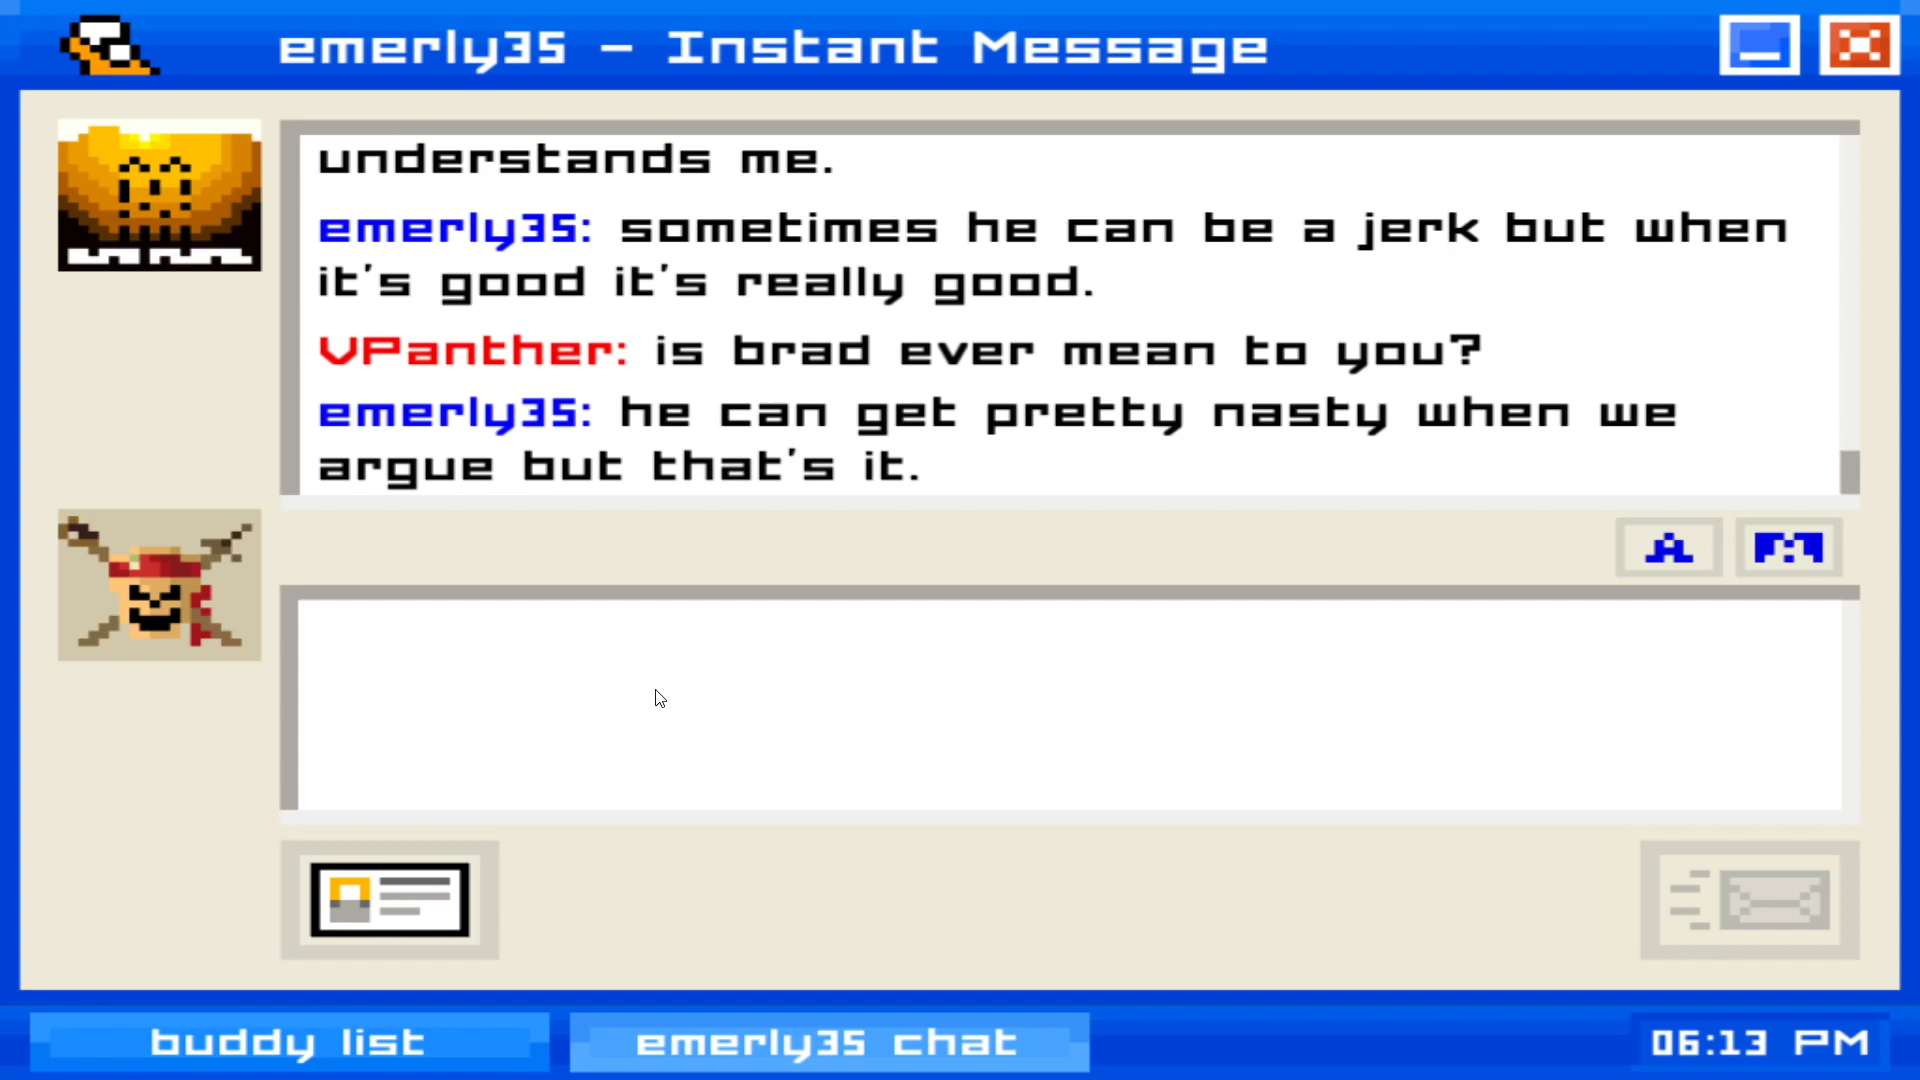 emerly35 - Instant Message
understands me.
emerly35: sometimes he can be a jerk but when
it's good it's really good.
VPanther: is brad ever mean to you?
emerly35: he can get pretty nasty when we
argue but that's it.
A
buddy list
emerly35 chat
06:13 PM